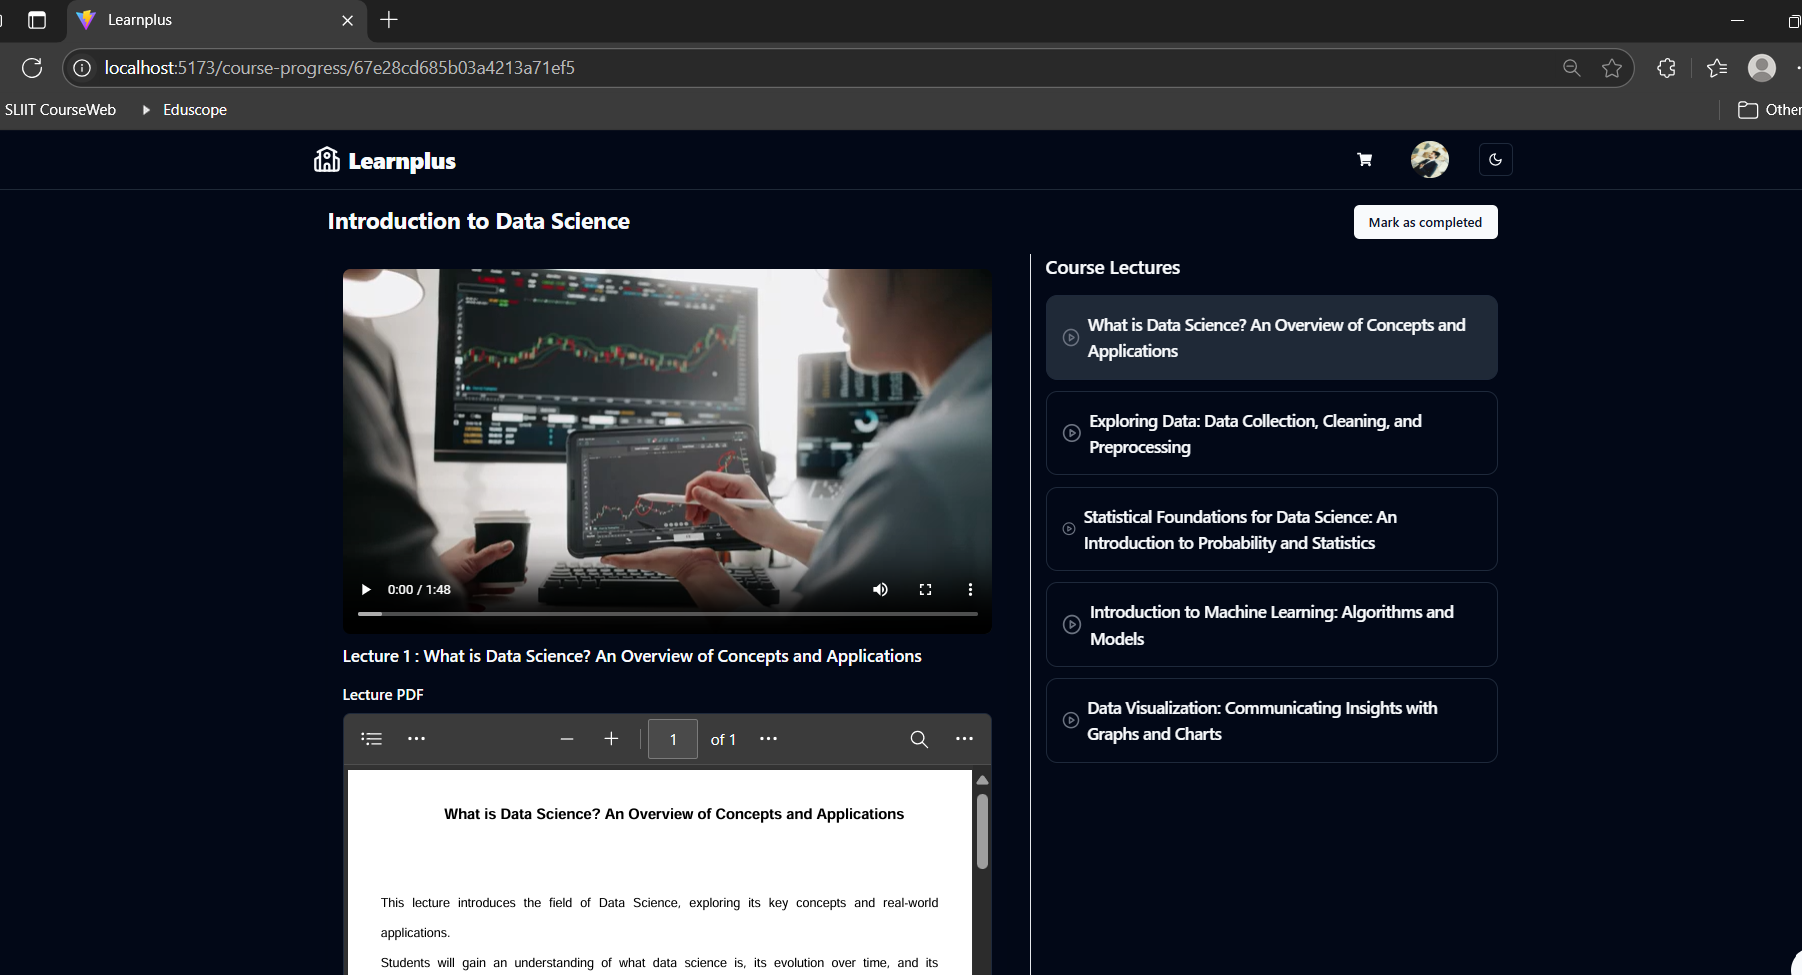 Learnplus
localhost:5173/course-progress/67e28cd685b03a4213a71ef5
SLIIT CourseWeb
Eduscope
Other
Learnplus
Introduction to Data Science
Mark as completed
0:00 / 1:48
Lecture 1 : What is Data Science? An Overview of Concepts and Applications
Lecture PDF
1 of 1
What is Data Science? An Overview of Concepts and Applications
This lecture introduces the field of Data Science, exploring its key concepts and real-world
applications.
Students will gain an understanding of what data science is, its evolution over time, and its
Course Lectures
What is Data Science? An Overview of Concepts and
Applications
Exploring Data: Data Collection, Cleaning, and
Preprocessing
Statistical Foundations for Data Science: An
Introduction to Probability and Statistics
Introduction to Machine Learning: Algorithms and
Models
Data Visualization: Communicating Insights with
Graphs and Charts